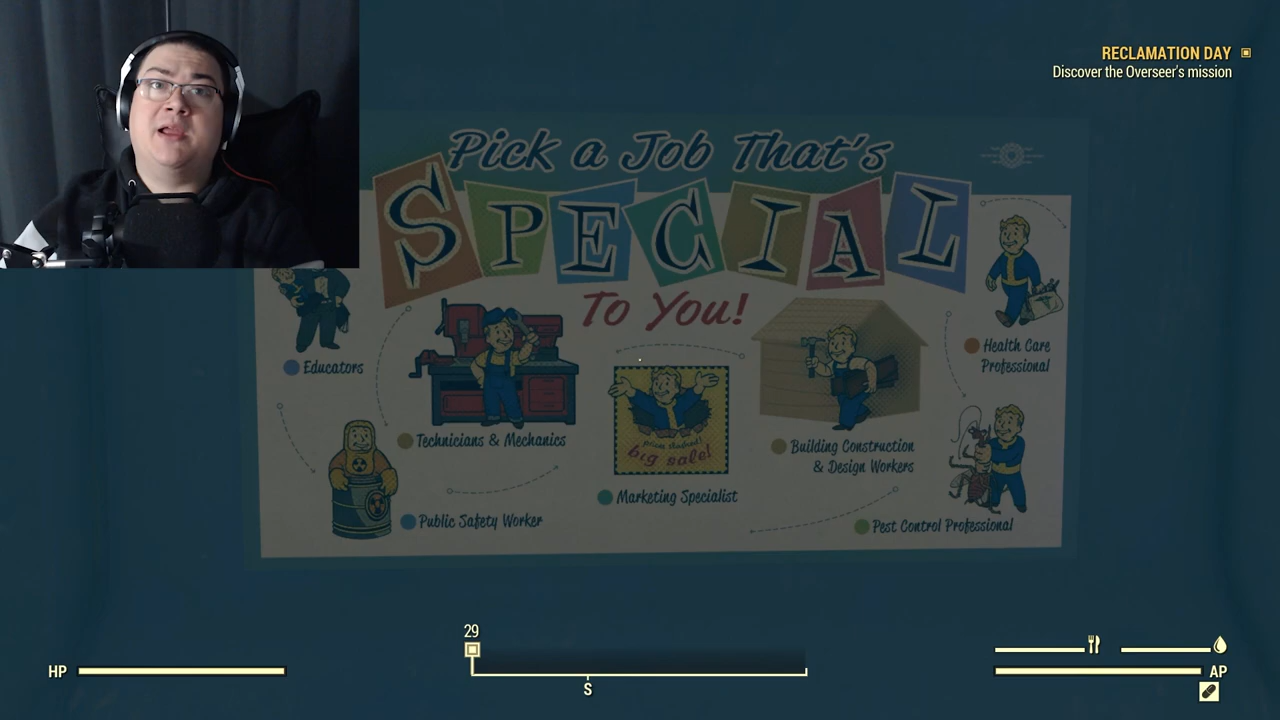 RECLAMATION DAY
Discover the Overseer's mission
Pick a Job That's
SPECIAL
To You!
Educators
Health Care
Professional
Technicians & Mechanics
big sale!
Building Construction
& Design Workers
Marketing Specialist
Public Safety Worker
Pest Control Professional
29
HP
S
AP